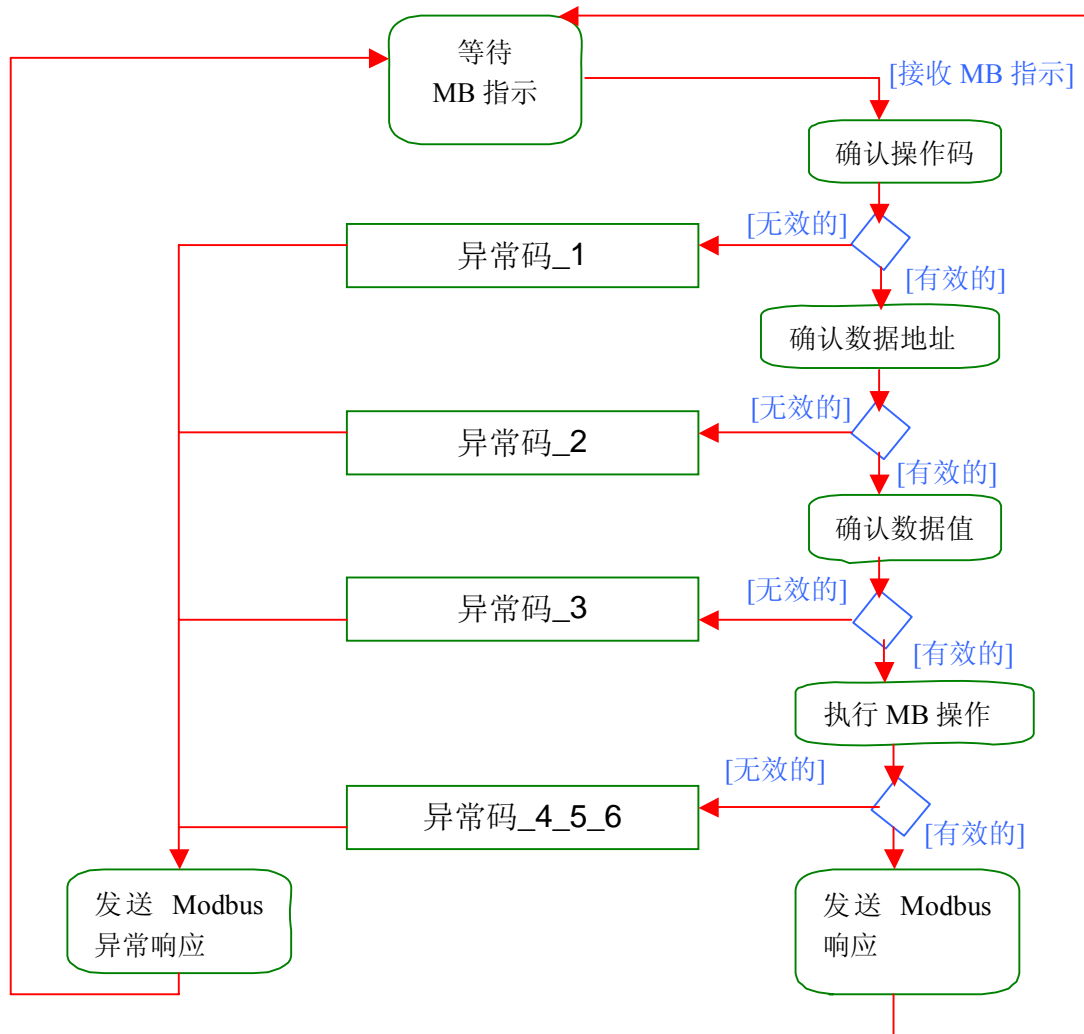 等待
MB 指示
[接收 MB 指示]
确认操作码
[无效的]
异常码_1
[有效的]
确认数据地址
[无效的]
异常码_2
[有效的]
确认数据值
[无效的]
异常码_3
[有效的]
执行 MB 操作
[无效的]
异常码_4_5_6
[有效的]
发送 Modbus
异常响应
发送 Modbus
响应